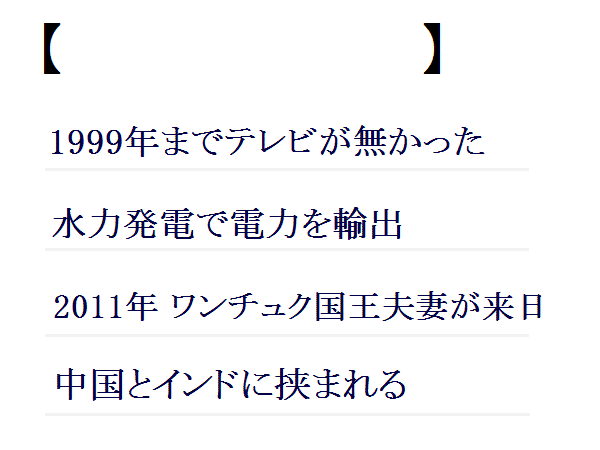 【 】
1999年までテレビが無かった
水力発電で電力を輸出
2011年 ワンチュク国王夫妻が来日
中国とインドに挟まれる